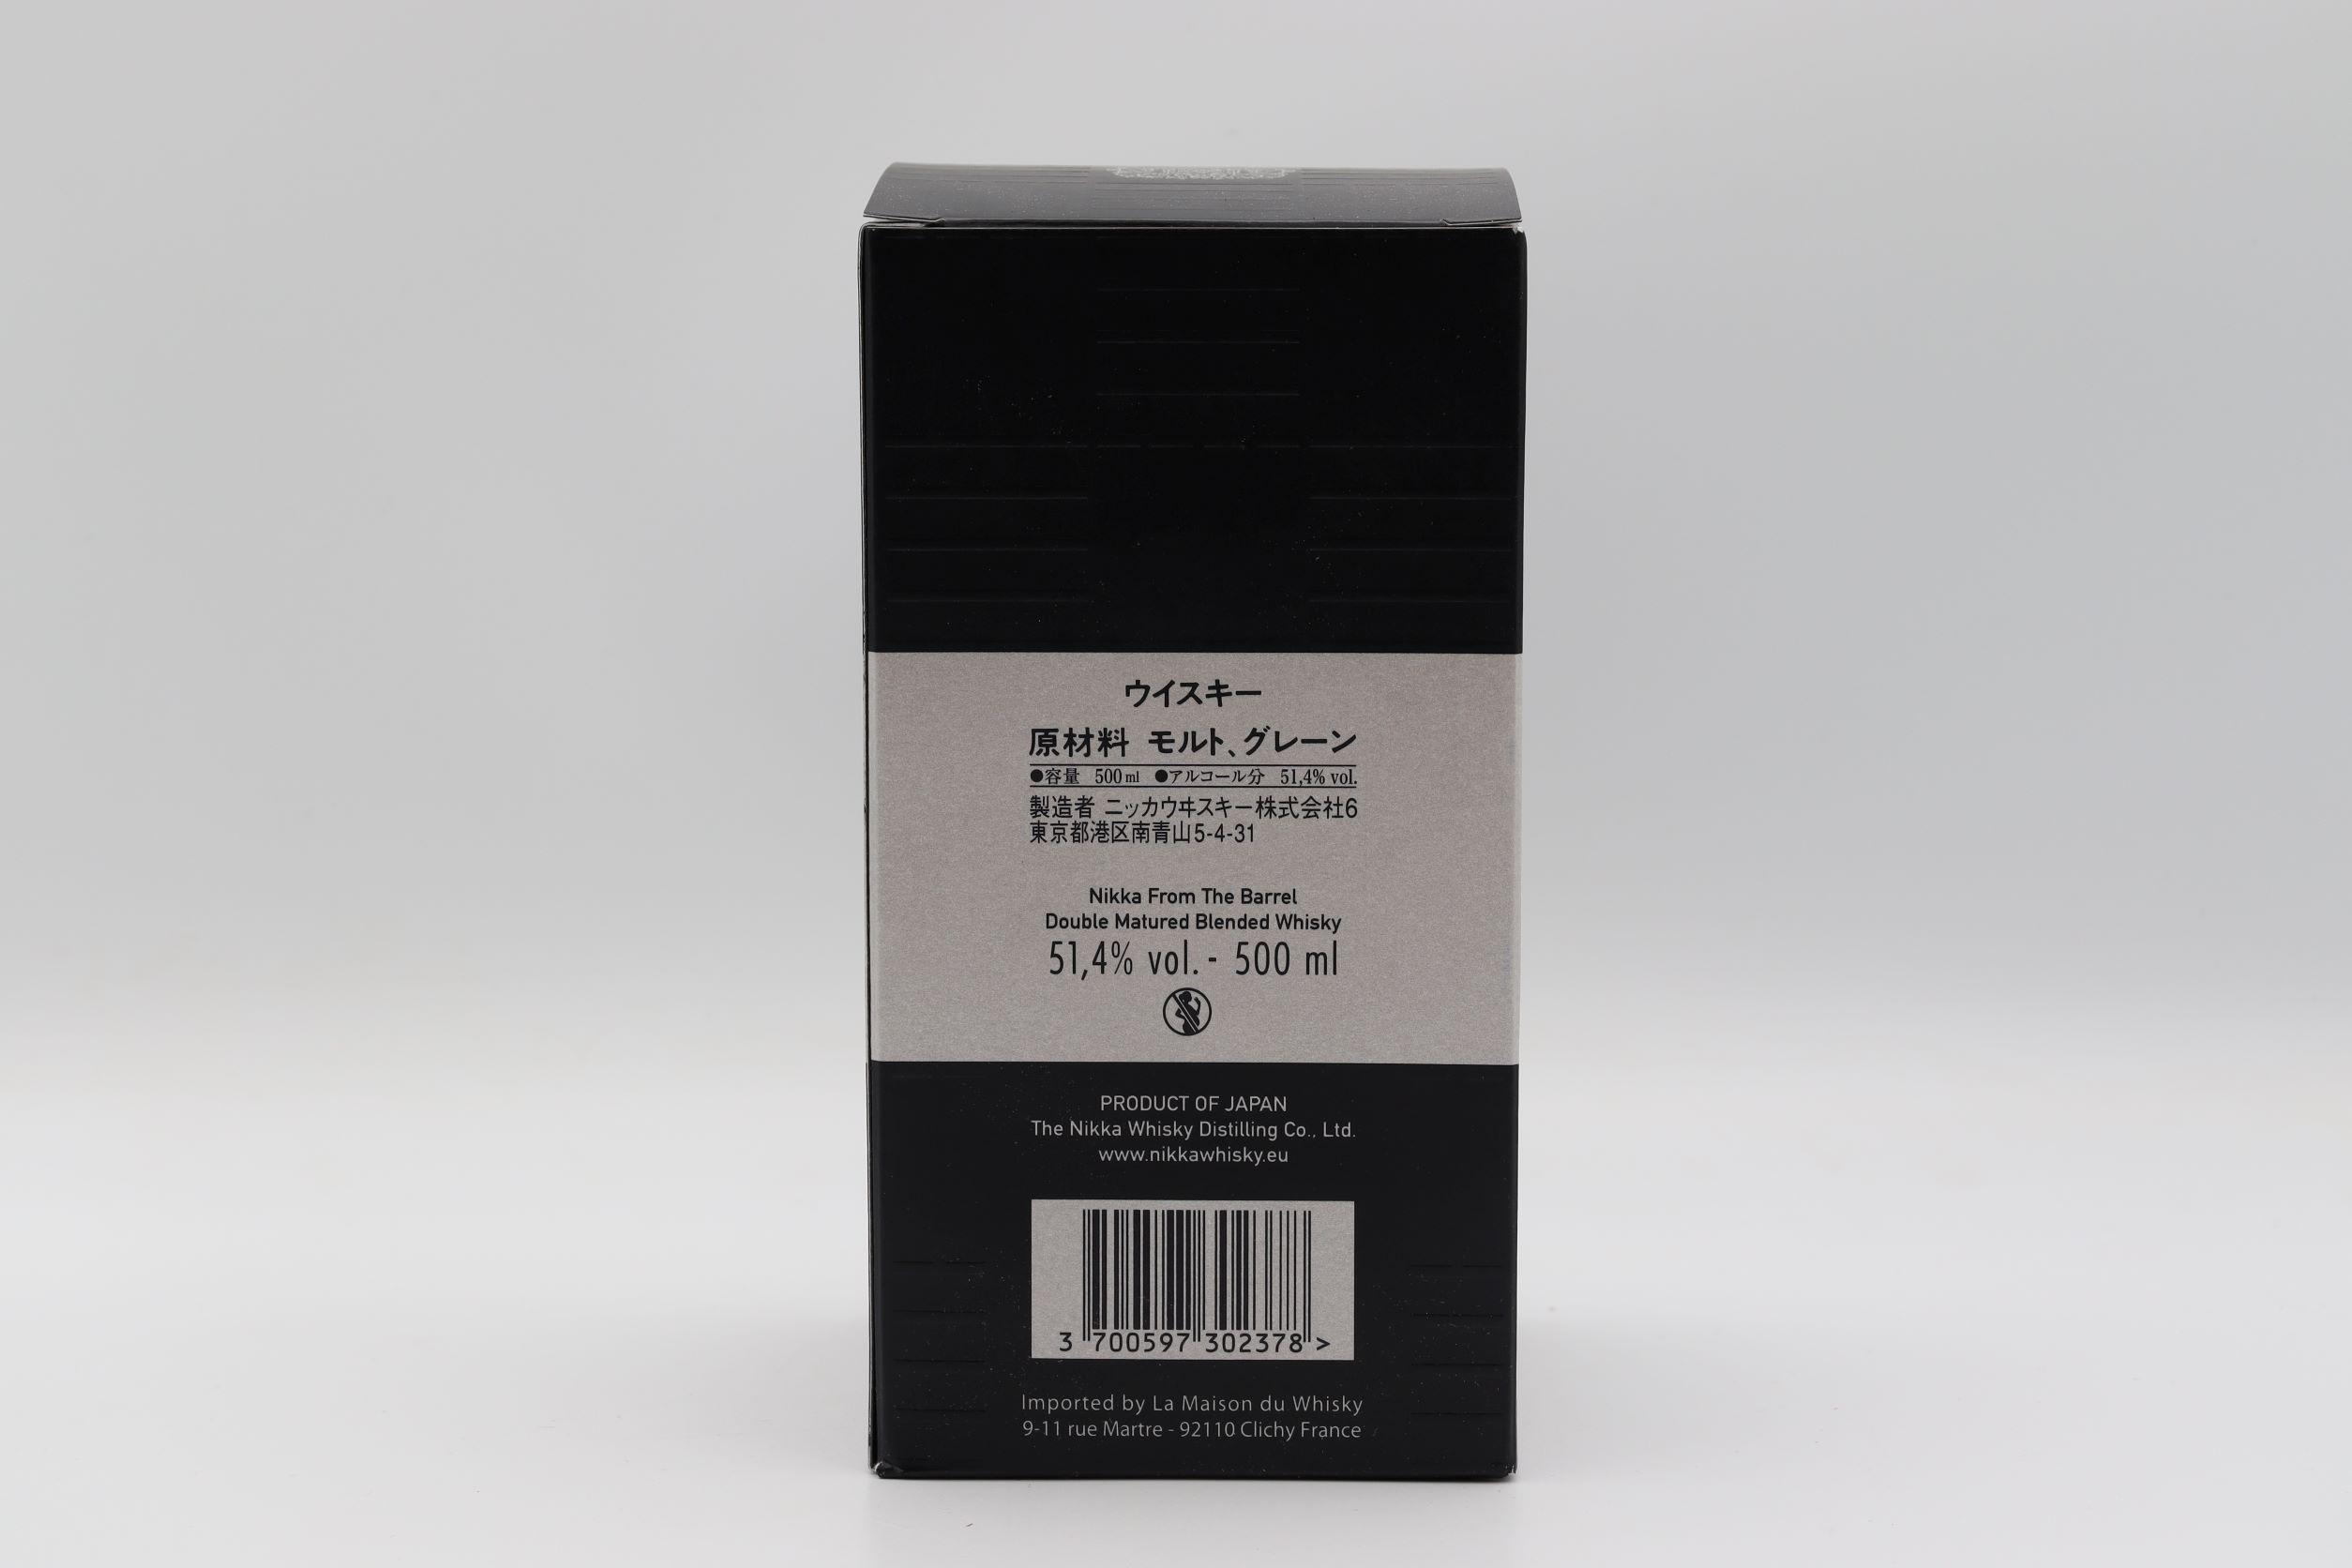 ウイスキー
原材料 モルト、グレーン
●容量 500ml ●アルコール分 51,4% vol.
製造者 ニッカウヰスキー株式会社6
東京都港区南青山5-4-31
Nikka From The Barrel
Double Matured Blended Whisky
51,4% vol. - 500 ml
PRODUCT OF JAPAN
The Nikka Whisky Distilling Co., Ltd.
www.nikkawhisky.eu
3 700597 302378 >
Imported by La Maison du Whisky
9-11 rue Martre - 92110 Clichy France